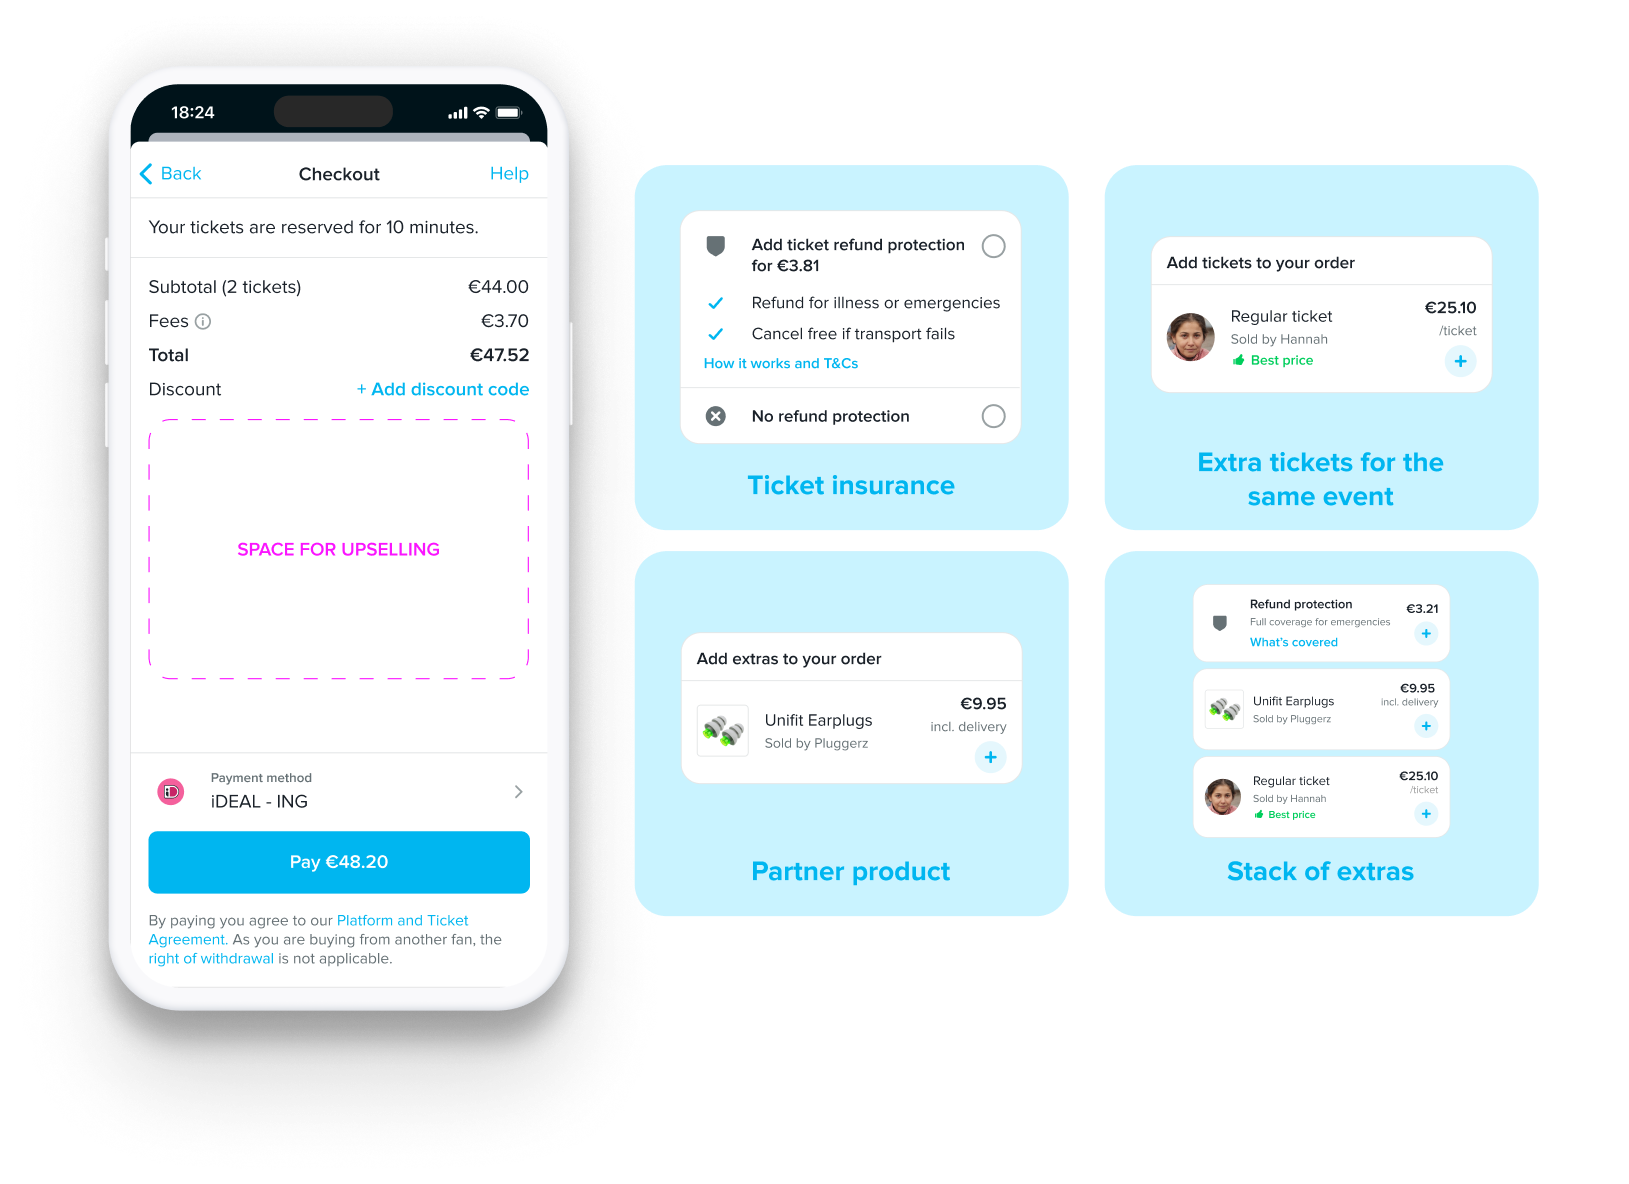 18:24
Back
Checkout
Help
Your tickets are reserved for 10 minutes.
Subtotal (2 tickets) €44.00
Fees €3.70
Total €47.52
Discount + Add discount code
SPACE FOR UPSELLING
Payment method
iDEAL - ING
Pay €48.20
By paying you agree to our Platform and Ticket
Agreement. As you are buying from another fan, the
right of withdrawal is not applicable.
Add ticket refund protection
for €3.81
Refund for illness or emergencies
Cancel free if transport fails
How it works and T&Cs
No refund protection
Ticket insurance
Add tickets to your order
Regular ticket
Sold by Hannah
Best price
€25.10
/ticket
Extra tickets for the
same event
Add extras to your order
Unifit Earplugs
Sold by Pluggerz
€9.95
incl. delivery
Partner product
Refund protection
Full coverage for emergencies
What's covered
€3.21
Unifit Earplugs
Sold by Pluggerz
€9.95
incl. delivery
Regular ticket
Sold by Hannah
Best price
€25.10
/ticket
Stack of extras